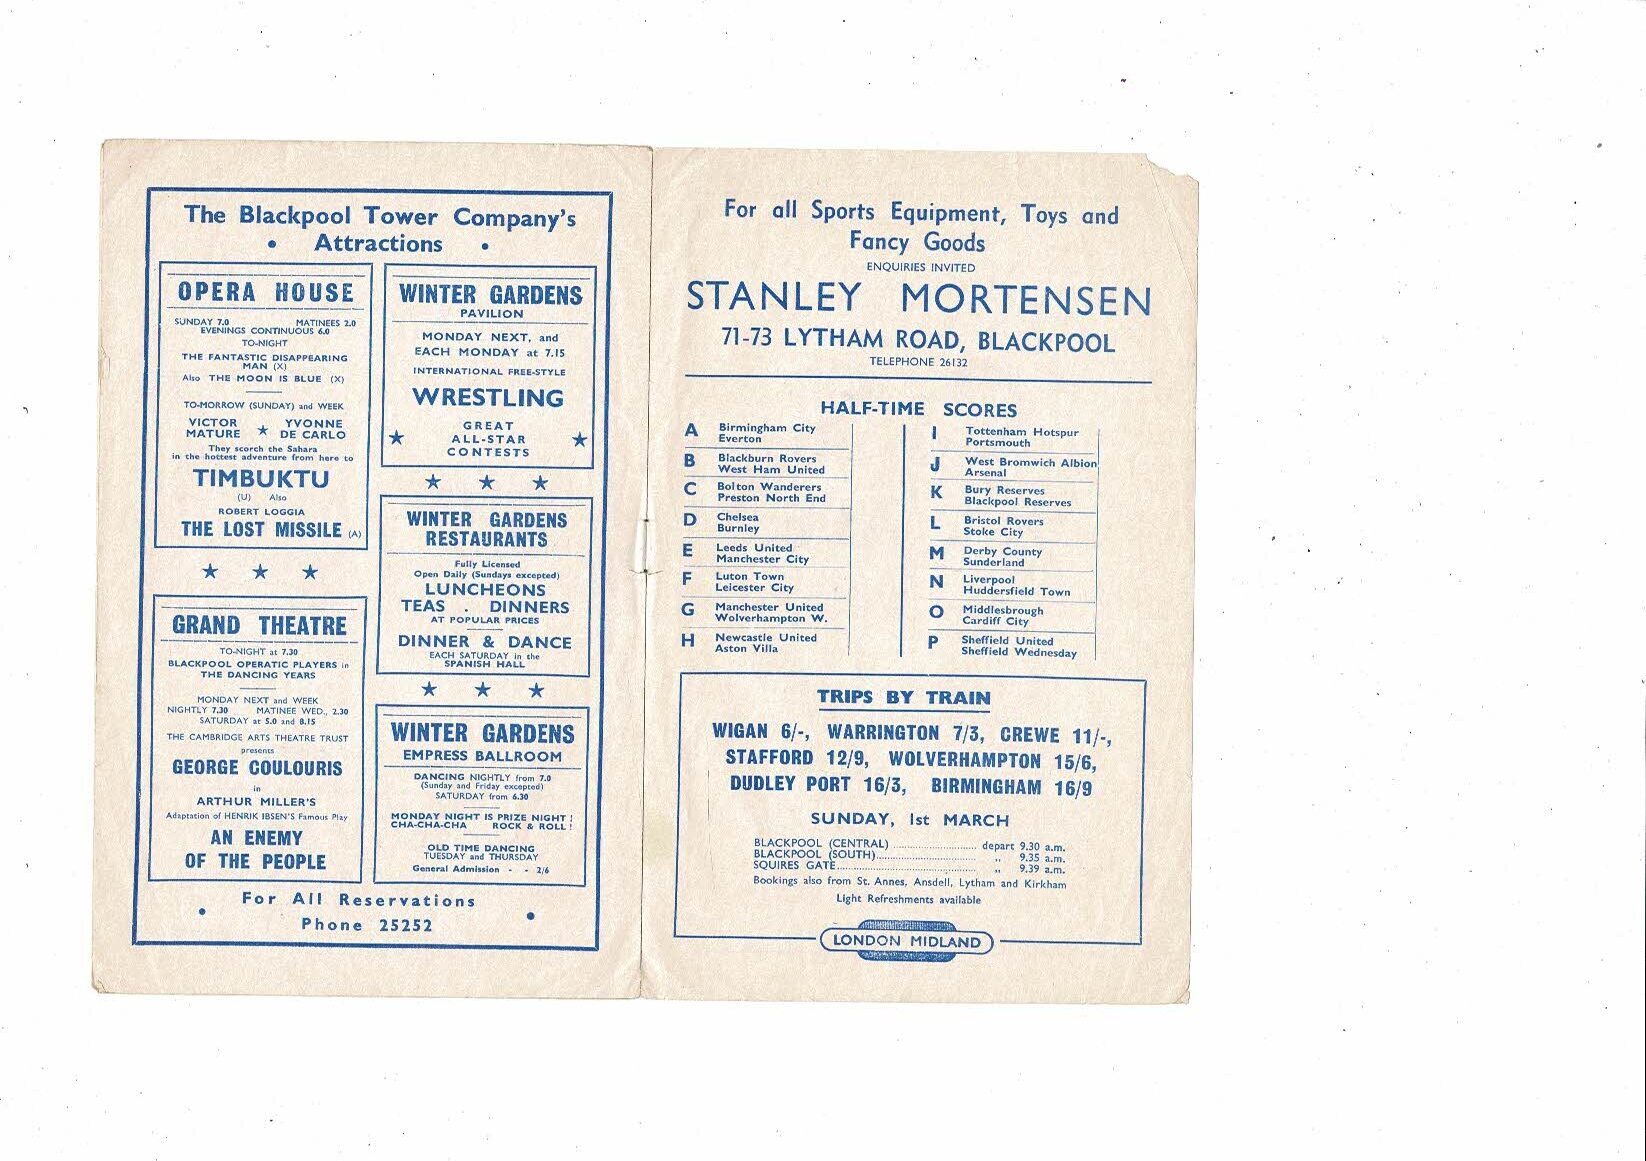 The Blackpool Tower Company's
• Attractions •
OPERA HOUSE
SUNDAY 7.0 MATINEES 2.0
EVENINGS CONTINUOUS 6.0
TO-NIGHT
THE FANTASTIC DISAPPEARING
MAN (X)
Also THE MOON IS BLUE (X)
TO-MORROW (SUNDAY) and WEEK
VICTOR ★ YVONNE
MATURE DE CARLO
They scorch the Sahara
in the hottest adventure from here to
TIMBUKTU
(U) Also
ROBERT LOGGIA
THE LOST MISSILE (A)
★ ★ ★
GRAND THEATRE
TO-NIGHT at 7.30
BLACKPOOL OPERATIC PLAYERS in
THE DANCING YEARS
MONDAY NEXT and WEEK
NIGHTLY 7.30 MATINEE WED., 2.30
SATURDAY at 5.0 and 8.15
THE CAMBRIDGE ARTS THEATRE TRUST
presents
GEORGE COULOURIS
in
ARTHUR MILLER'S
Adaptation of HENRIK IBSEN'S Famous Play
AN ENEMY
OF THE PEOPLE
WINTER GARDENS
PAVILION
MONDAY NEXT, and
EACH MONDAY at 7.15
INTERNATIONAL FREE-STYLE
WRESTLING
GREAT
★ ALL-STAR ★
CONTESTS
★ ★ ★
WINTER GARDENS
RESTAURANTS
Fully Licensed
Open Daily (Sundays excepted)
LUNCHEONS
TEAS . DINNERS
AT POPULAR PRICES
DINNER & DANCE
EACH SATURDAY in the
SPANISH HALL
★ ★ ★
WINTER GARDENS
EMPRESS BALLROOM
DANCING NIGHTLY from 7.0
(Sunday and Friday excepted)
SATURDAY from 6.30
MONDAY NIGHT IS PRIZE NIGHT !
CHA-CHA-CHA ROCK & ROLL !
OLD TIME DANCING
TUESDAY and THURSDAY
General Admission - - 2/6
For All Reservations
• Phone 25252 •
For all Sports Equipment, Toys and
Fancy Goods
ENQUIRIES INVITED
STANLEY MORTENSEN
71-73 LYTHAM ROAD, BLACKPOOL
TELEPHONE 26132
HALF-TIME SCORES
A Birmingham City
Everton
B Blackburn Rovers
West Ham United
C Bolton Wanderers
Preston North End
D Chelsea
Burnley
E Leeds United
Manchester City
F Luton Town
Leicester City
G Manchester United
Wolverhampton W.
H Newcastle United
Aston Villa
I Tottenham Hotspur
Portsmouth
J West Bromwich Albion
Arsenal
K Bury Reserves
Blackpool Reserves
L Bristol Rovers
Stoke City
M Derby County
Sunderland
N Liverpool
Huddersfield Town
O Middlesbrough
Cardiff City
P Sheffield United
Sheffield Wednesday
TRIPS BY TRAIN
WIGAN 6/-, WARRINGTON 7/3, CREWE 11/-,
STAFFORD 12/9, WOLVERHAMPTON 15/6,
DUDLEY PORT 16/3, BIRMINGHAM 16/9
SUNDAY, 1st MARCH
BLACKPOOL (CENTRAL) ........................ depart 9.30 a.m.
BLACKPOOL (SOUTH)........................ „ 9.35 a.m.
SQUIRES GATE........................ „ 9.39 a.m.
Bookings also from St. Annes, Ansdell, Lytham and Kirkham
Light Refreshments available
LONDON MIDLAND